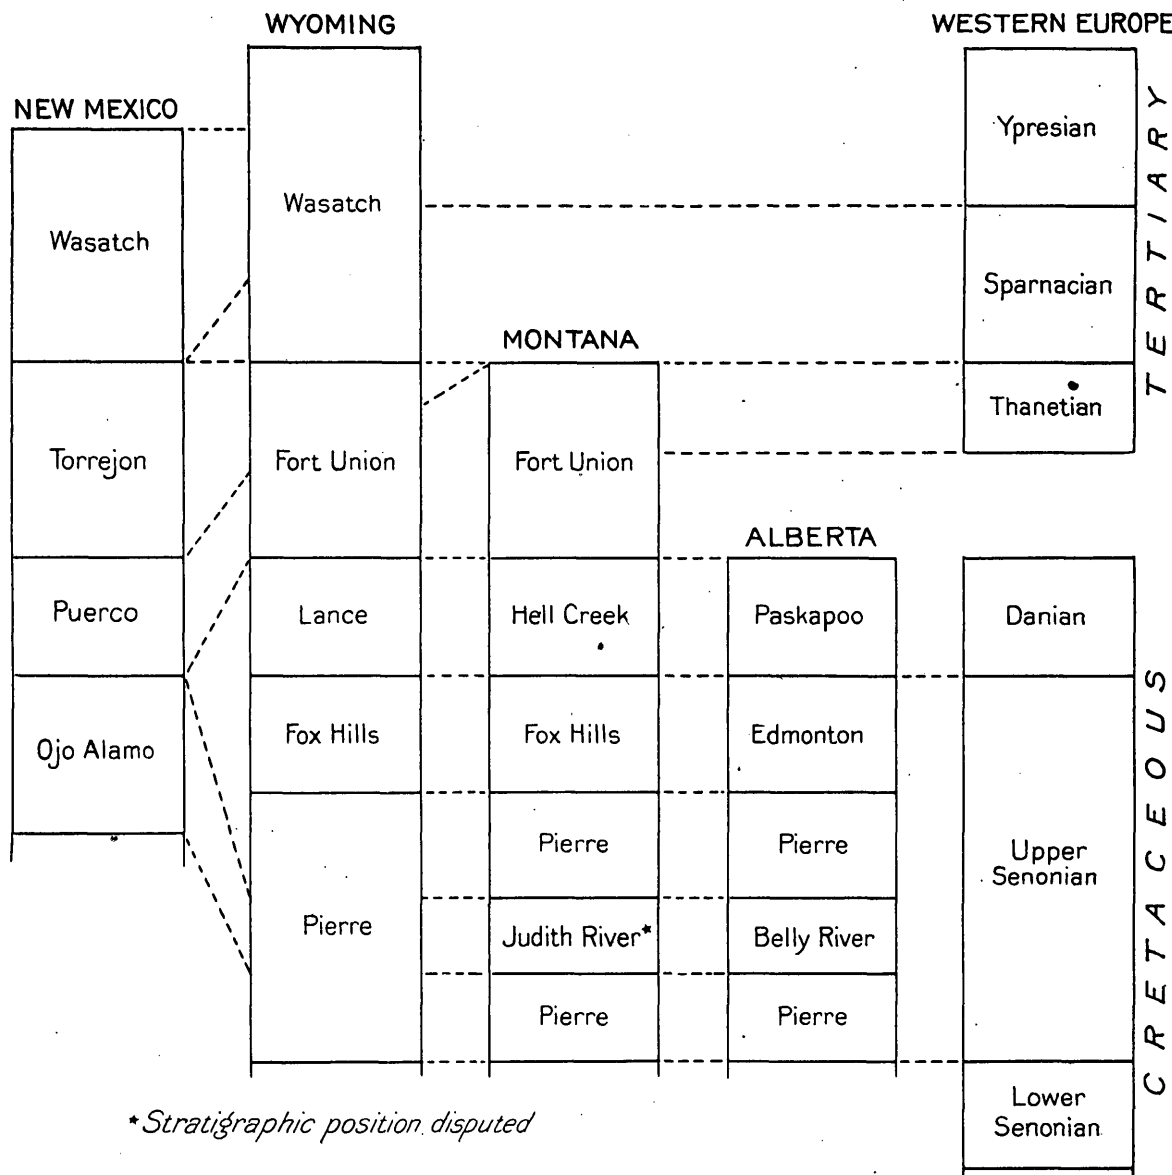 WYOMING
WESTERN EUROPE
NEW MEXICO
Wasatch
Torrejon
Puerco
Ojo Alamo
Wasatch
Fort Union
Lance
Fox Hills
Pierre
MONTANA
Fort Union
Hell Creek
Fox Hills
Pierre
Judith River*
Pierre
ALBERTA
Paskapoo
Edmonton
Pierre
Belly River
Pierre
Ypresian
Sparnacian
Thanetian
Danian
Upper
Senonian
Lower
Senonian
TERTIARY
CRETACEOUS
*Stratigraphic position disputed